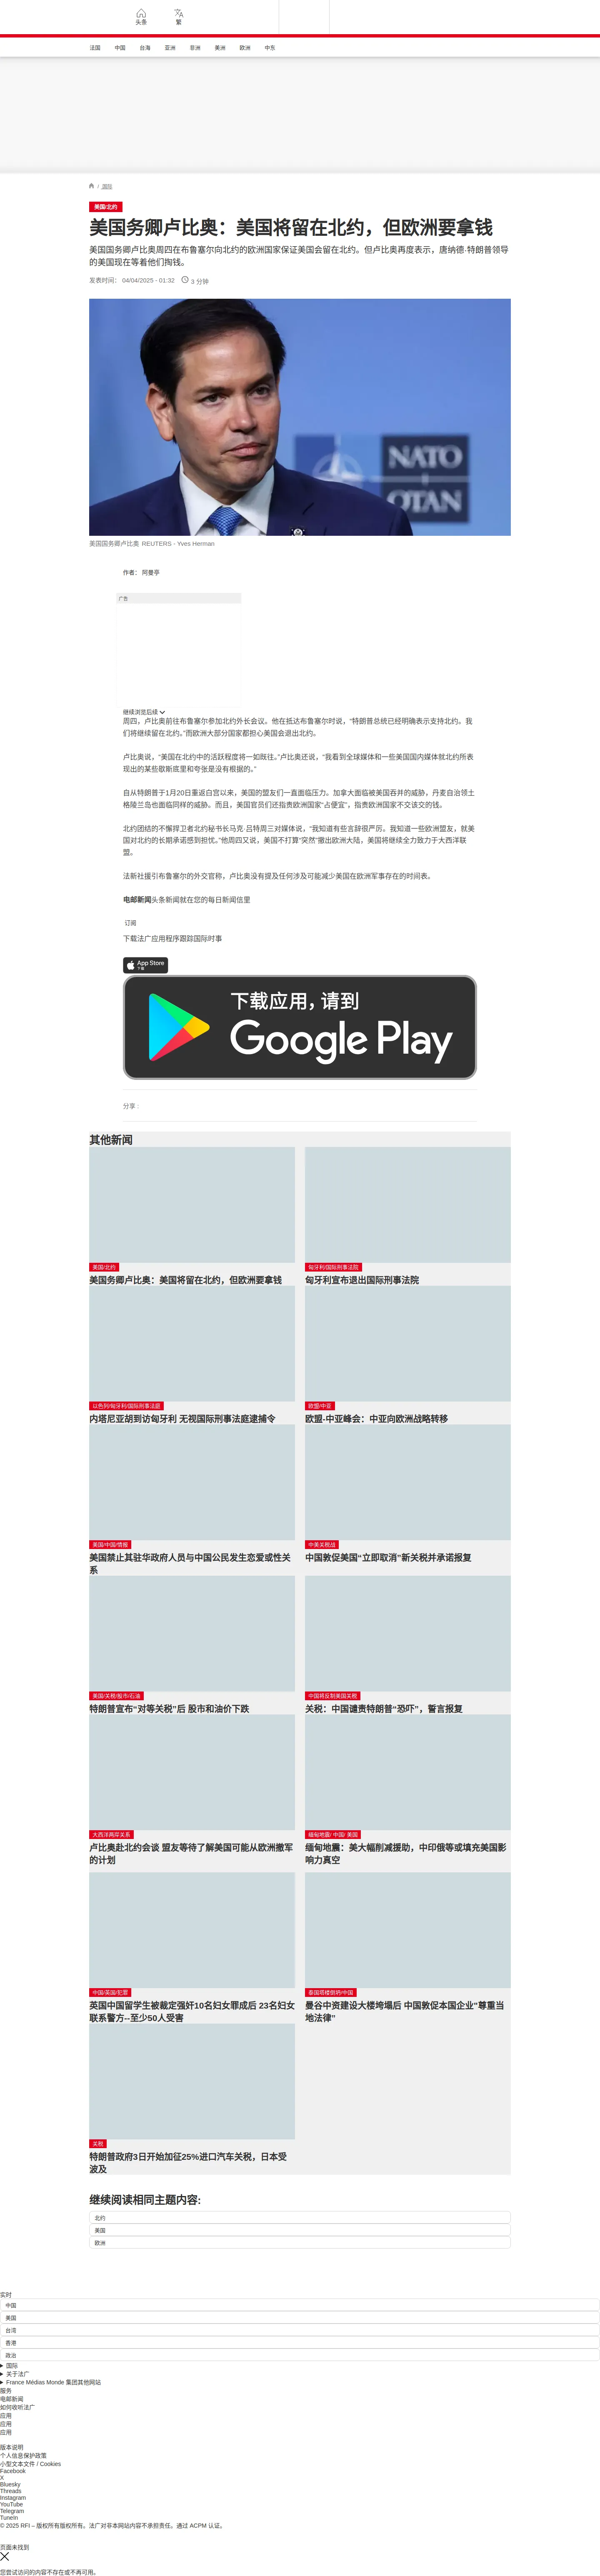 头条
繁
法国
中国
台海
亚洲
非洲
美洲
欧洲
中东
/ 国际
美国/北约
美国务卿卢比奥：美国将留在北约，但欧洲要拿钱
美国国务卿卢比奥周四在布鲁塞尔向北约的欧洲国家保证美国会留在北约。但卢比奥再度表示，唐纳德·特朗普领导
的美国现在等着他们掏钱。
发表时间： 04/04/2025 - 01:32
3 分钟
NATO
OTAN
美国国务卿卢比奥 REUTERS - Yves Herman
作者： 阿曼亭
广告
继续浏览后续
周四，卢比奥前往布鲁塞尔参加北约外长会议。他在抵达布鲁塞尔时说，“特朗普总统已经明确表示支持北约。我
们将继续留在北约。”而欧洲大部分国家都担心美国会退出北约。
卢比奥说，“美国在北约中的活跃程度将一如既往。”卢比奥还说，“我看到全球媒体和一些美国国内媒体就北约所表
现出的某些歇斯底里和夸张是没有根据的。”
自从特朗普于1月20日重返白宫以来，美国的盟友们一直面临压力。加拿大面临被美国吞并的威胁，丹麦自治领土
格陵兰岛也面临同样的威胁。而且，美国官员们还指责欧洲国家“占便宜”，指责欧洲国家不交该交的钱。
北约团结的不懈捍卫者北约秘书长马克·吕特周三对媒体说，“我知道有些言辞很严厉。我知道一些欧洲盟友，就美
国对北约的长期承诺感到担忧。”他周四又说，美国不打算“突然”撤出欧洲大陆，美国将继续全力致力于大西洋联
盟。
法新社援引布鲁塞尔的外交官称，卢比奥没有提及任何涉及可能减少美国在欧洲军事存在的时间表。
电邮新闻头条新闻就在您的每日新闻信里
订阅
下载法广应用程序跟踪国际时事
App Store
下载
下载应用，请到
Google Play
分享 :
其他新闻
美国/北约
美国务卿卢比奥：美国将留在北约，但欧洲要拿钱
匈牙利/国际刑事法院
匈牙利宣布退出国际刑事法院
以色列/匈牙利/国际刑事法庭
内塔尼亚胡到访匈牙利 无视国际刑事法庭逮捕令
欧盟/中亚
欧盟-中亚峰会：中亚向欧洲战略转移
美国/中国/情报
美国禁止其驻华政府人员与中国公民发生恋爱或性关
系
中美关税战
中国敦促美国“立即取消”新关税并承诺报复
美国/关税/股市/石油
特朗普宣布“对等关税”后 股市和油价下跌
中国将反制美国关税
关税：中国谴责特朗普“恐吓”，誓言报复
大西洋两岸关系
卢比奥赴北约会谈 盟友等待了解美国可能从欧洲撤军
的计划
缅甸地震/ 中国/ 美国
缅甸地震：美大幅削减援助，中印俄等或填充美国影
响力真空
中国/英国/犯罪
英国中国留学生被裁定强奸10名妇女罪成后 23名妇女
联系警方--至少50人受害
泰国塔楼倒坍/中国
曼谷中资建设大楼垮塌后 中国敦促本国企业"尊重当
地法律"
关税
特朗普政府3日开始加征25%进口汽车关税，日本受
波及
继续阅读相同主题内容:
北约
美国
欧洲
实时
中国
美国
台湾
香港
政治
国际
关于法广
France Médias Monde 集团其他网站
服务
电邮新闻
如何收听法广
应用
应用
应用
版本说明
个人信息保护政策
小型文本文件 / Cookies
Facebook
X
Bluesky
Threads
Instagram
YouTube
Telegram
TuneIn
© 2025 RFI – 版权所有版权所有。法广对非本网站内容不承担责任。通过 ACPM 认证。
页面未找到
您尝试访问的内容不存在或不再可用。